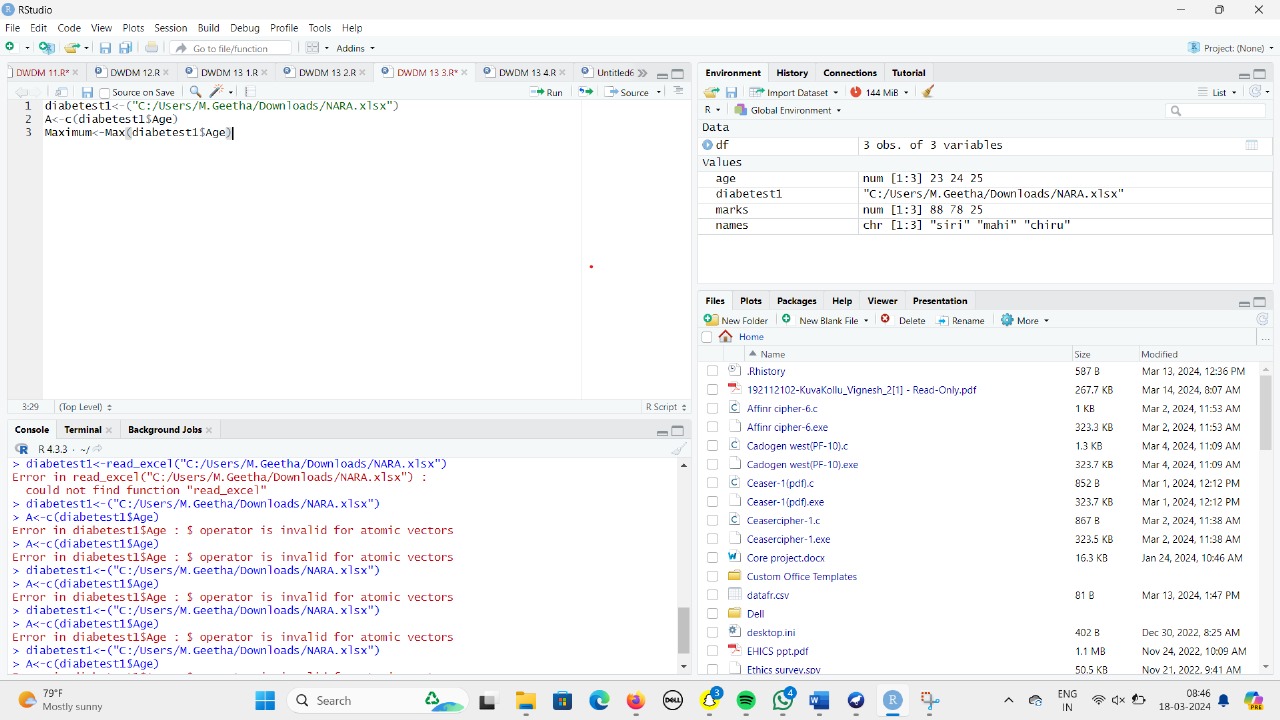 RStudio
File Edit Code View Plots Session Build Debug Profile Tools Help
Go to file/function Addins Project: (None)
DWDM 11.R* DWDM 12.R DWDM 13 1.R DWDM 13 2.R DWDM 13 3.R* DWDM 13 4.R Untitled6
Source on Save Run Source
1 diabetest1<-("C:/Users/M.Geetha/Downloads/NARA.xlsx")
2 A<-c(diabetest1$Age)
3 Maximum<-Max(diabetest1$Age)
3:29 (Top Level) R Script
Console Terminal Background Jobs
R 4.3.3 · ~/
> diabetest1<-read_excel("C:/Users/M.Geetha/Downloads/NARA.xlsx")
Error in read_excel("C:/Users/M.Geetha/Downloads/NARA.xlsx") :
could not find function "read_excel"
diabetest1<-("C:/Users/M.Geetha/Downloads/NARA.xlsx")
> A<-c(diabetest1$Age)
Error in diabetest1$Age : $ operator is invalid for atomic vectors
> A<-c(diabetest1$Age)
Error in diabetest1$Age : $ operator is invalid for atomic vectors
diabetest1<-("C:/Users/M.Geetha/Downloads/NARA.xlsx")
> A<-c(diabetest1$Age)
Error in diabetest1$Age : $ operator is invalid for atomic vectors
> diabetest1<-("C:/Users/M.Geetha/Downloads/NARA.xlsx")
> A<-c(diabetest1$Age)
Error in diabetest1$Age : $ operator is invalid for atomic vectors
> diabetest1<-("C:/Users/M.Geetha/Downloads/NARA.xlsx")
A<-c(diabetest1$Age)
Environment History Connections Tutorial
Import Dataset 144 MiB List
R Global Environment
Data
df 3 obs. of 3 variables
Values
age num [1:3] 23 24 25
diabetest1 "C:/Users/M.Geetha/Downloads/NARA.xlsx"
marks num [1:3] 88 78 25
names chr [1:3] "siri" "mahi" "chiru"
Files Plots Packages Help Viewer Presentation
New Folder New Blank File Delete Rename More
Home ...
Name Size Modified
.Rhistory 587 B Mar 13, 2024, 12:36 PM
192112102-KuvaKollu_Vignesh_2[1] - Read-Only.pdf 267.7 KB Mar 13, 2024, 8:07 AM
Affinr cipher-6.c 1 KB Mar 2, 2024, 11:53 AM
Affinr cipher-6.exe 323.3 KB Mar 2, 2024, 11:53 AM
Cadogen west(PF-10).c 1.3 KB Mar 4, 2024, 11:09 AM
Cadogen west(PF-10).exe 323.7 KB Mar 4, 2024, 11:09 AM
Ceaser-1(pdf).c 852 B Mar 1, 2024, 12:12 PM
Ceaser-1(pdf).exe 323.7 KB Mar 1, 2024, 12:12 PM
Ceasercipher-1.c 867 B Mar 2, 2024, 11:38 AM
Ceasercipher-1.exe 323.5 KB Mar 2, 2024, 11:38 AM
Core project.docx 16.3 KB Jan 24, 2024, 10:46 AM
Custom Office Templates
datafr.csv 81 B Mar 13, 2024, 1:47 PM
Dell
desktop.ini 402 B Dec 30, 2022, 8:25 AM
EHICS ppt.pdf 1.1 MB Nov 24, 2022, 10:09 AM
Ethics survey.spv 50.5 KB Nov 21, 2022, 9:41 AM
79°F
Mostly sunny
Search
DELL
3
4
ENG
IN
08:46
18-03-2024
PRE